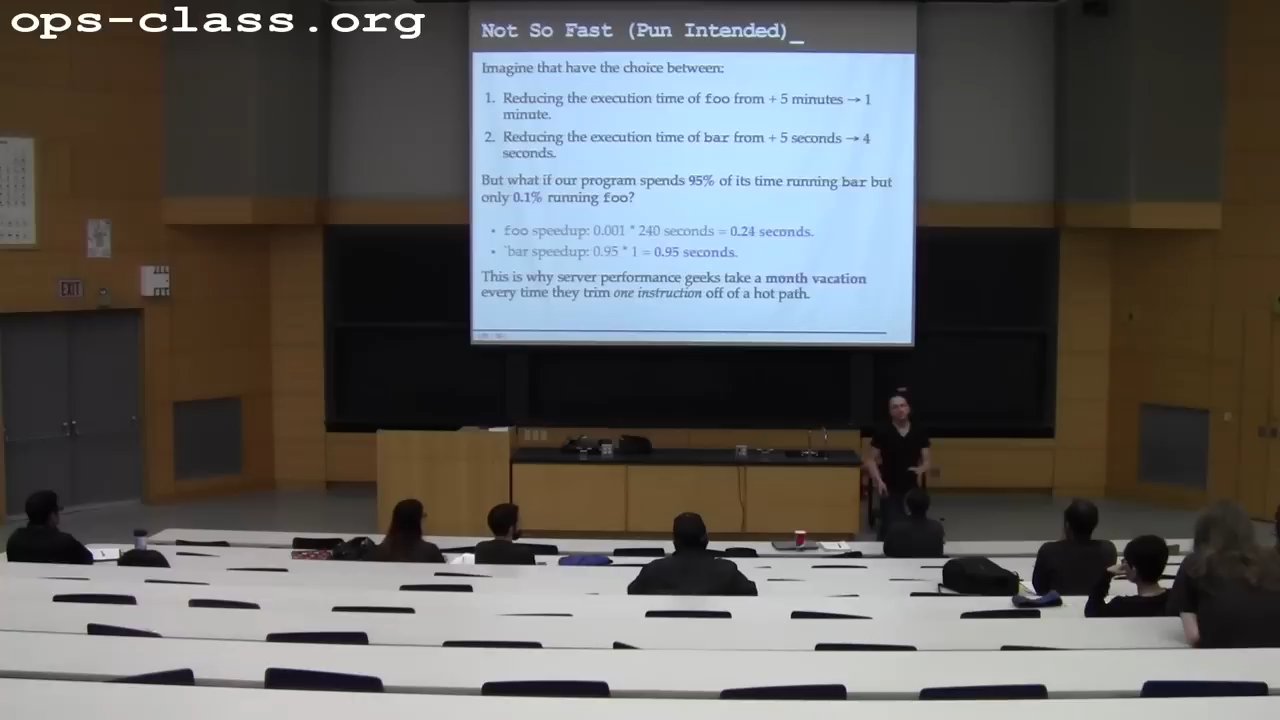 ops-class.org
Not So Fast (Pun Intended)_
Imagine that have the choice between:
1. Reducing the execution time of foo from + 5 minutes → 1
minute.
2. Reducing the execution time of bar from + 5 seconds → 4
seconds.
But what if our program spends 95% of its time running bar but
only 0.1% running foo?
• foo speedup: 0.001 * 240 seconds = 0.24 seconds.
• `bar speedup: 0.95 * 1 = 0.95 seconds.
This is why server performance geeks take a month vacation
every time they trim one instruction off of a hot path.
EXIT